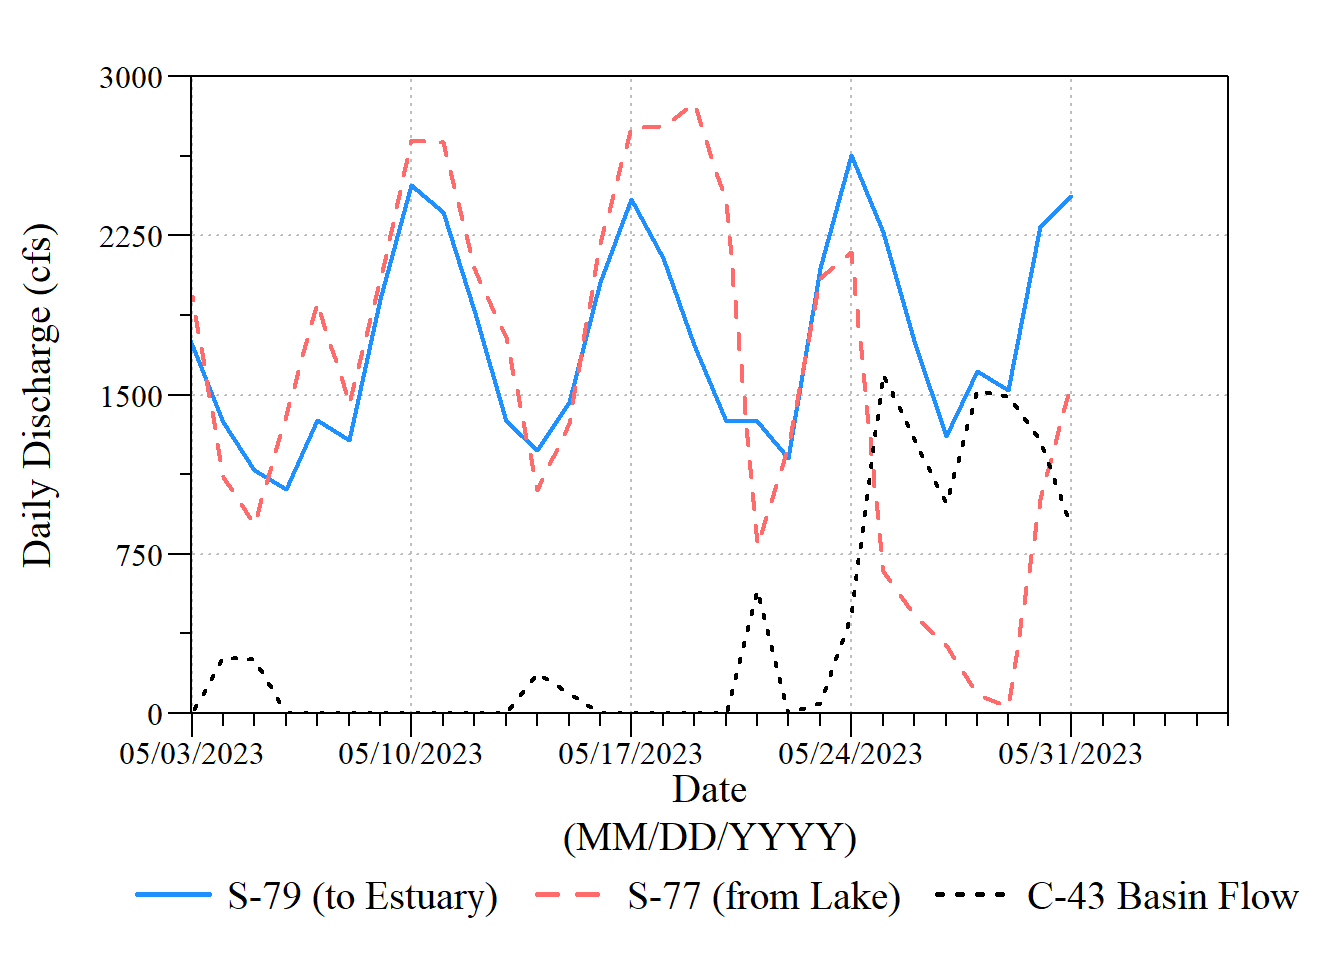 3000
2250
1500
750
0
Daily Discharge (cfs)
05/03/2023 05/10/2023 05/17/2023 05/24/2023 05/31/2023
Date
(MM/DD/YYYY)
S-79 (to Estuary) S-77 (from Lake) C-43 Basin Flow